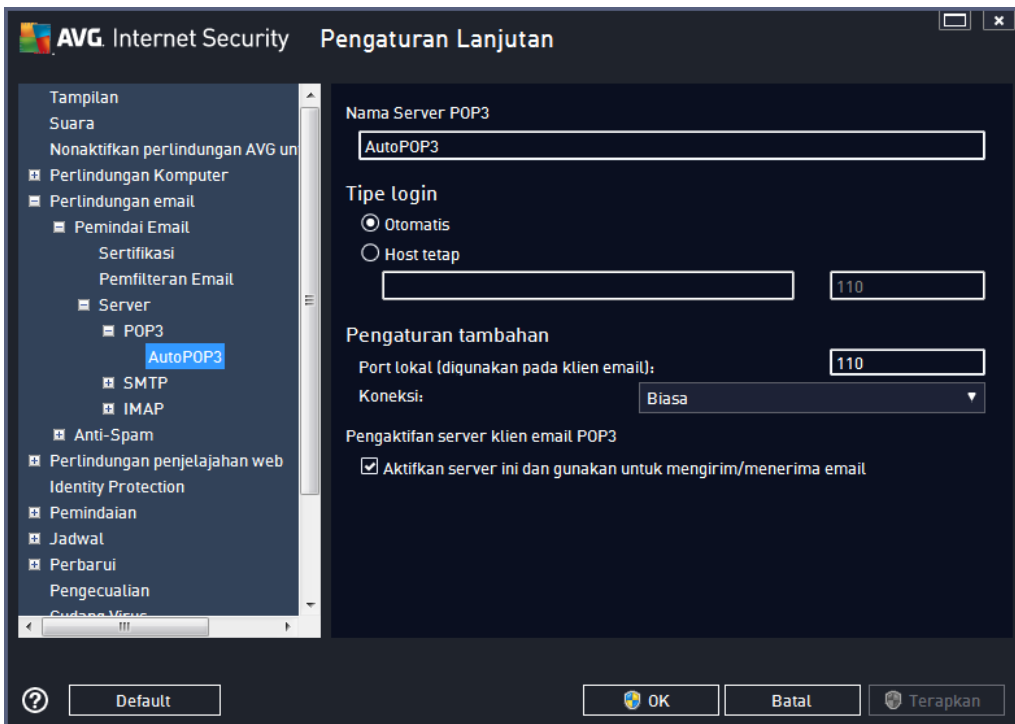 AVG. Internet Security Pengaturan Lanjutan
Tampilan
Suara
Nonaktifkan perlindungan AVG un
Perlindungan Komputer
Perlindungan email
Pemindai Email
Sertifikasi
Pemfilteran Email
Server
POP3
AutoPOP3
SMTP
IMAP
Anti-Spam
Perlindungan penjelajahan web
Identity Protection
Pemindaian
Jadwal
Perbarui
Pengecualian
Gudang Virus
Nama Server POP3
AutoPOP3
Tipe login
Otomatis
Host tetap
110
Pengaturan tambahan
Port lokal (digunakan pada klien email):
110
Koneksi:
Biasa
Pengaktifan server klien email POP3
Aktifkan server ini dan gunakan untuk mengirim/menerima email
?
Default
OK
Batal
Terapkan